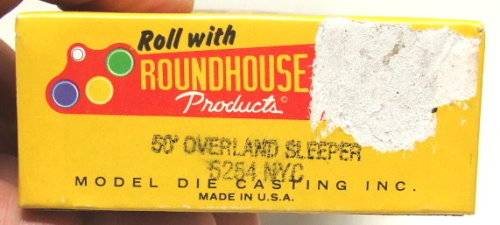 Roll with
ROUNDHOUSE
Products©
50' OVERLAND SLEEPER
5254 NYC
MODEL DIE CASTING INC.
MADE IN U.S.A.